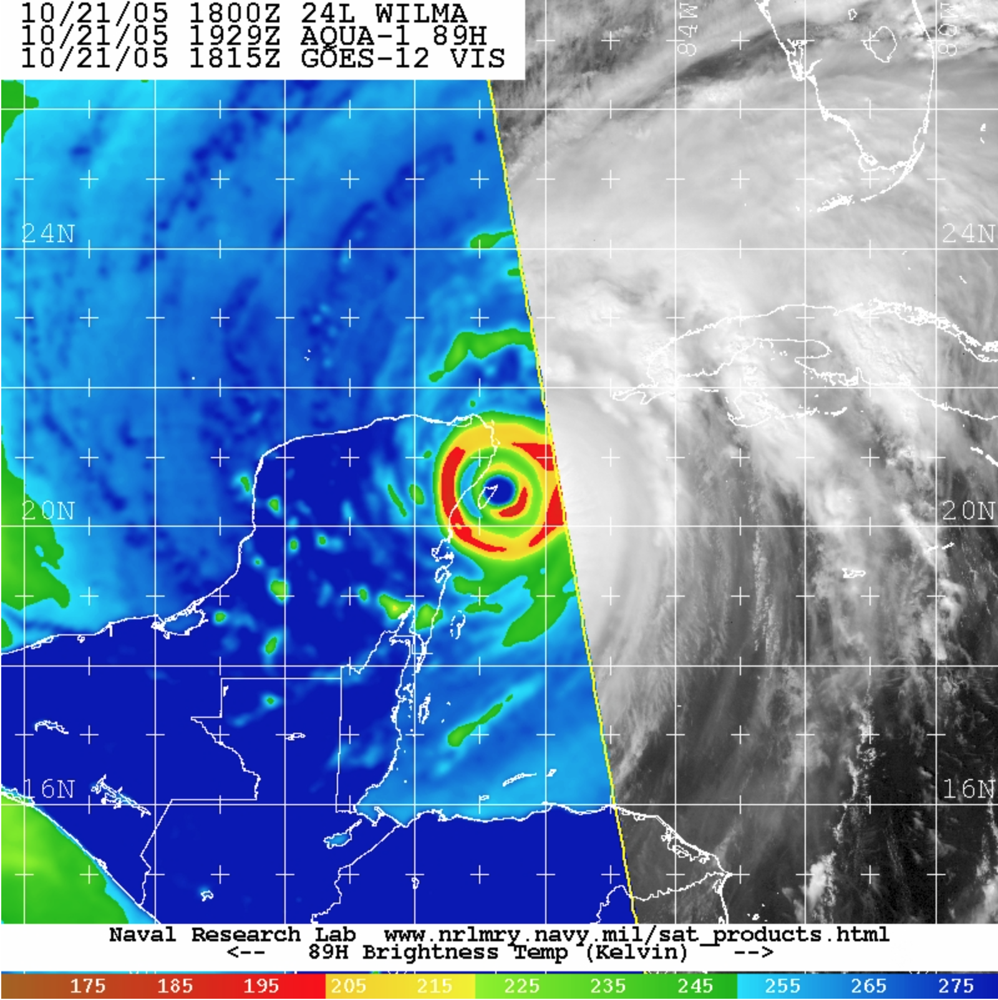 10/21/05 1800Z 24L WILMA
10/21/05 1929Z AQUA-1 89H
10/21/05 1815Z GOES-12 VIS
84W 80W
24N 24N
20N 20N
16N 16N
Naval Research Lab www.nrlmry.navy.mil/sat_products.html
<-- 89H Brightness Temp (Kelvin) -->
175 185 195 205 215 225 235 245 255 265 275